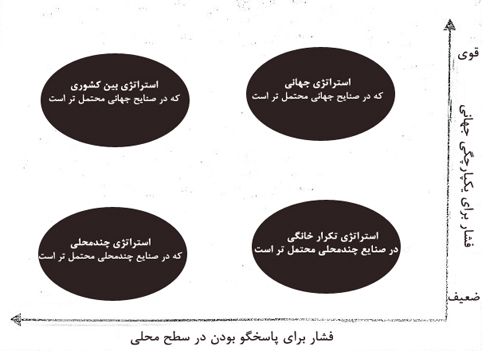 قوی
استراتژی جهانی
که در صنایع جهانی محتمل تر است
استراتژی بین کشوری
که در صنایع جهانی محتمل تر است
فشار برای یکپارچگی جهانی
استراتژی تکرار خانگی
در صنایع چندمحلی محتمل تر است
استراتژی چندمحلی
که در صنایع چندمحلی محتمل تر است
ضعیف
فشار برای پاسخگو بودن در سطح محلی